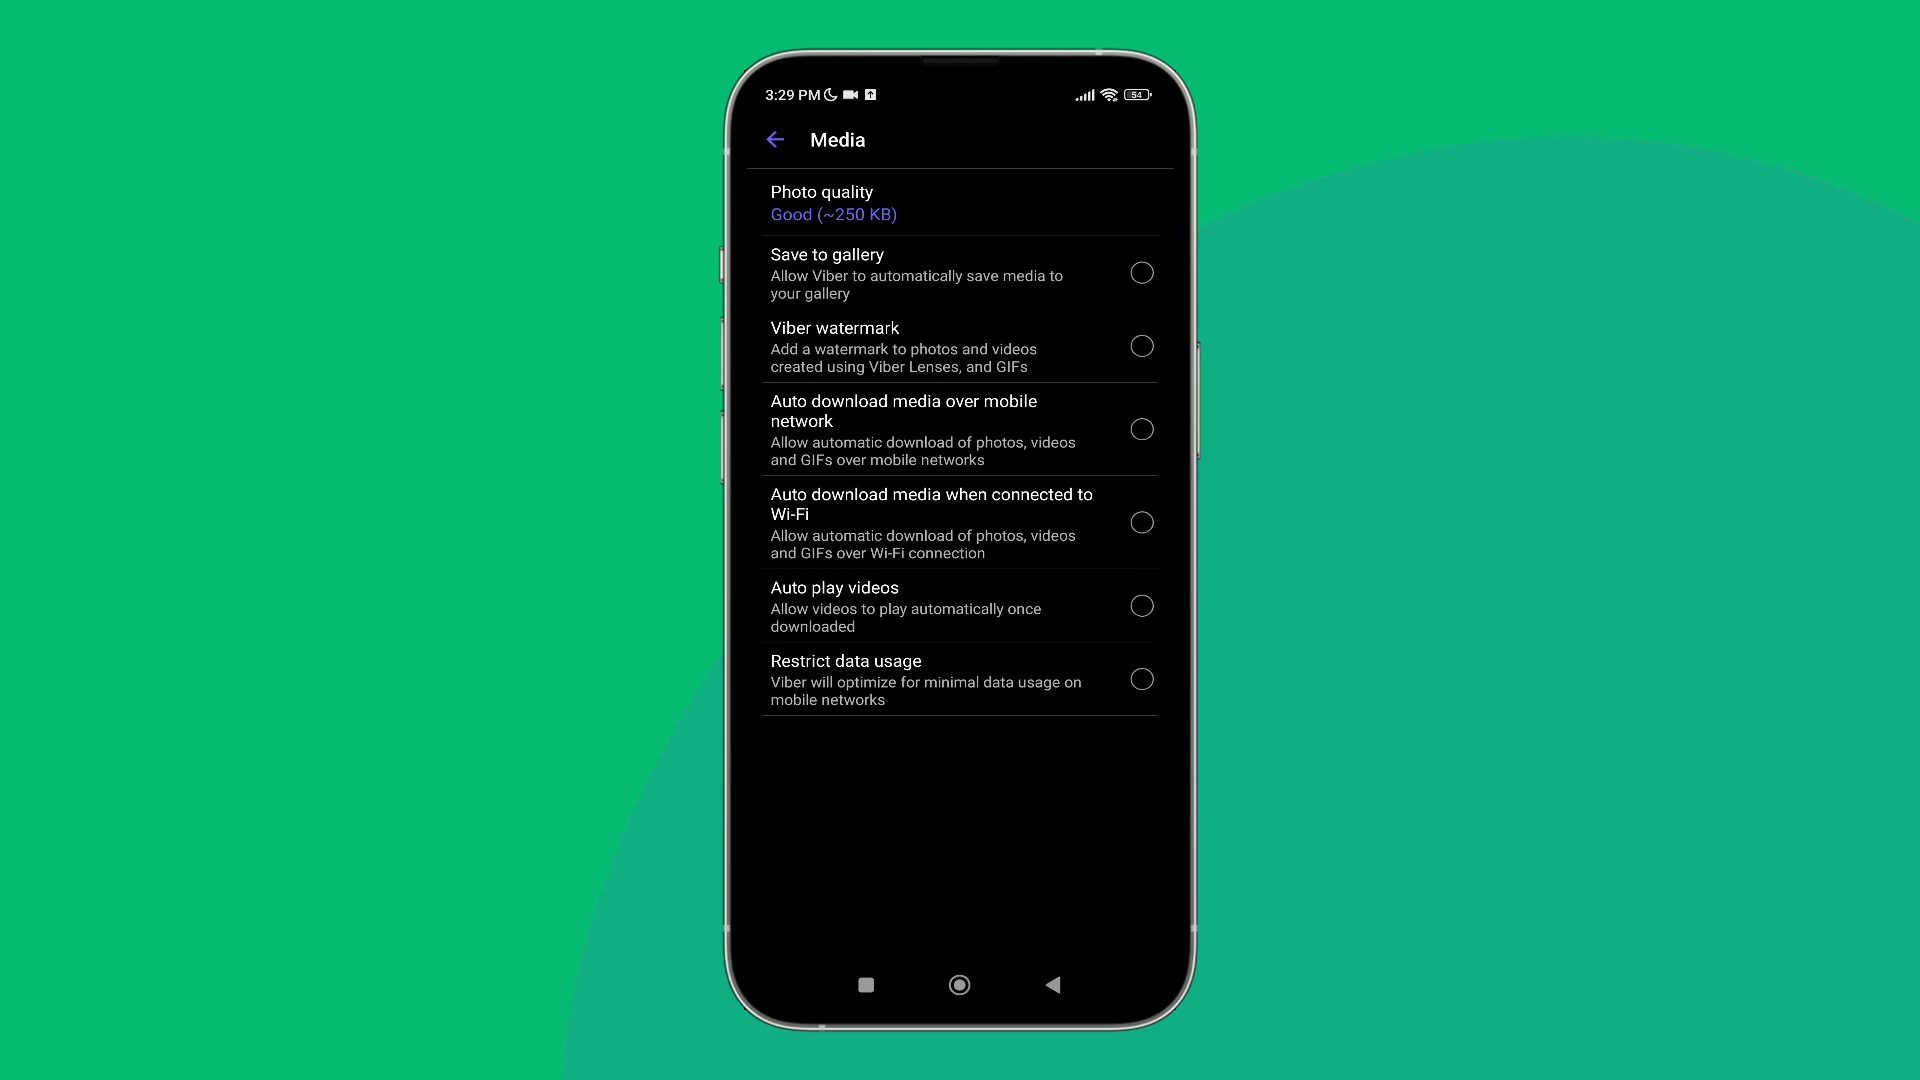 3:29 PM
54
Media
Photo quality
Good (~250 KB)
Save to gallery
Allow Viber to automatically save media to
your gallery
Viber watermark
Add a watermark to photos and videos
created using Viber Lenses, and GIFs
Auto download media over mobile
network
Allow automatic download of photos, videos
and GIFs over mobile networks
Auto download media when connected to
Wi-Fi
Allow automatic download of photos, videos
and GIFs over Wi-Fi connection
Auto play videos
Allow videos to play automatically once
downloaded
Restrict data usage
Viber will optimize for minimal data usage on
mobile networks